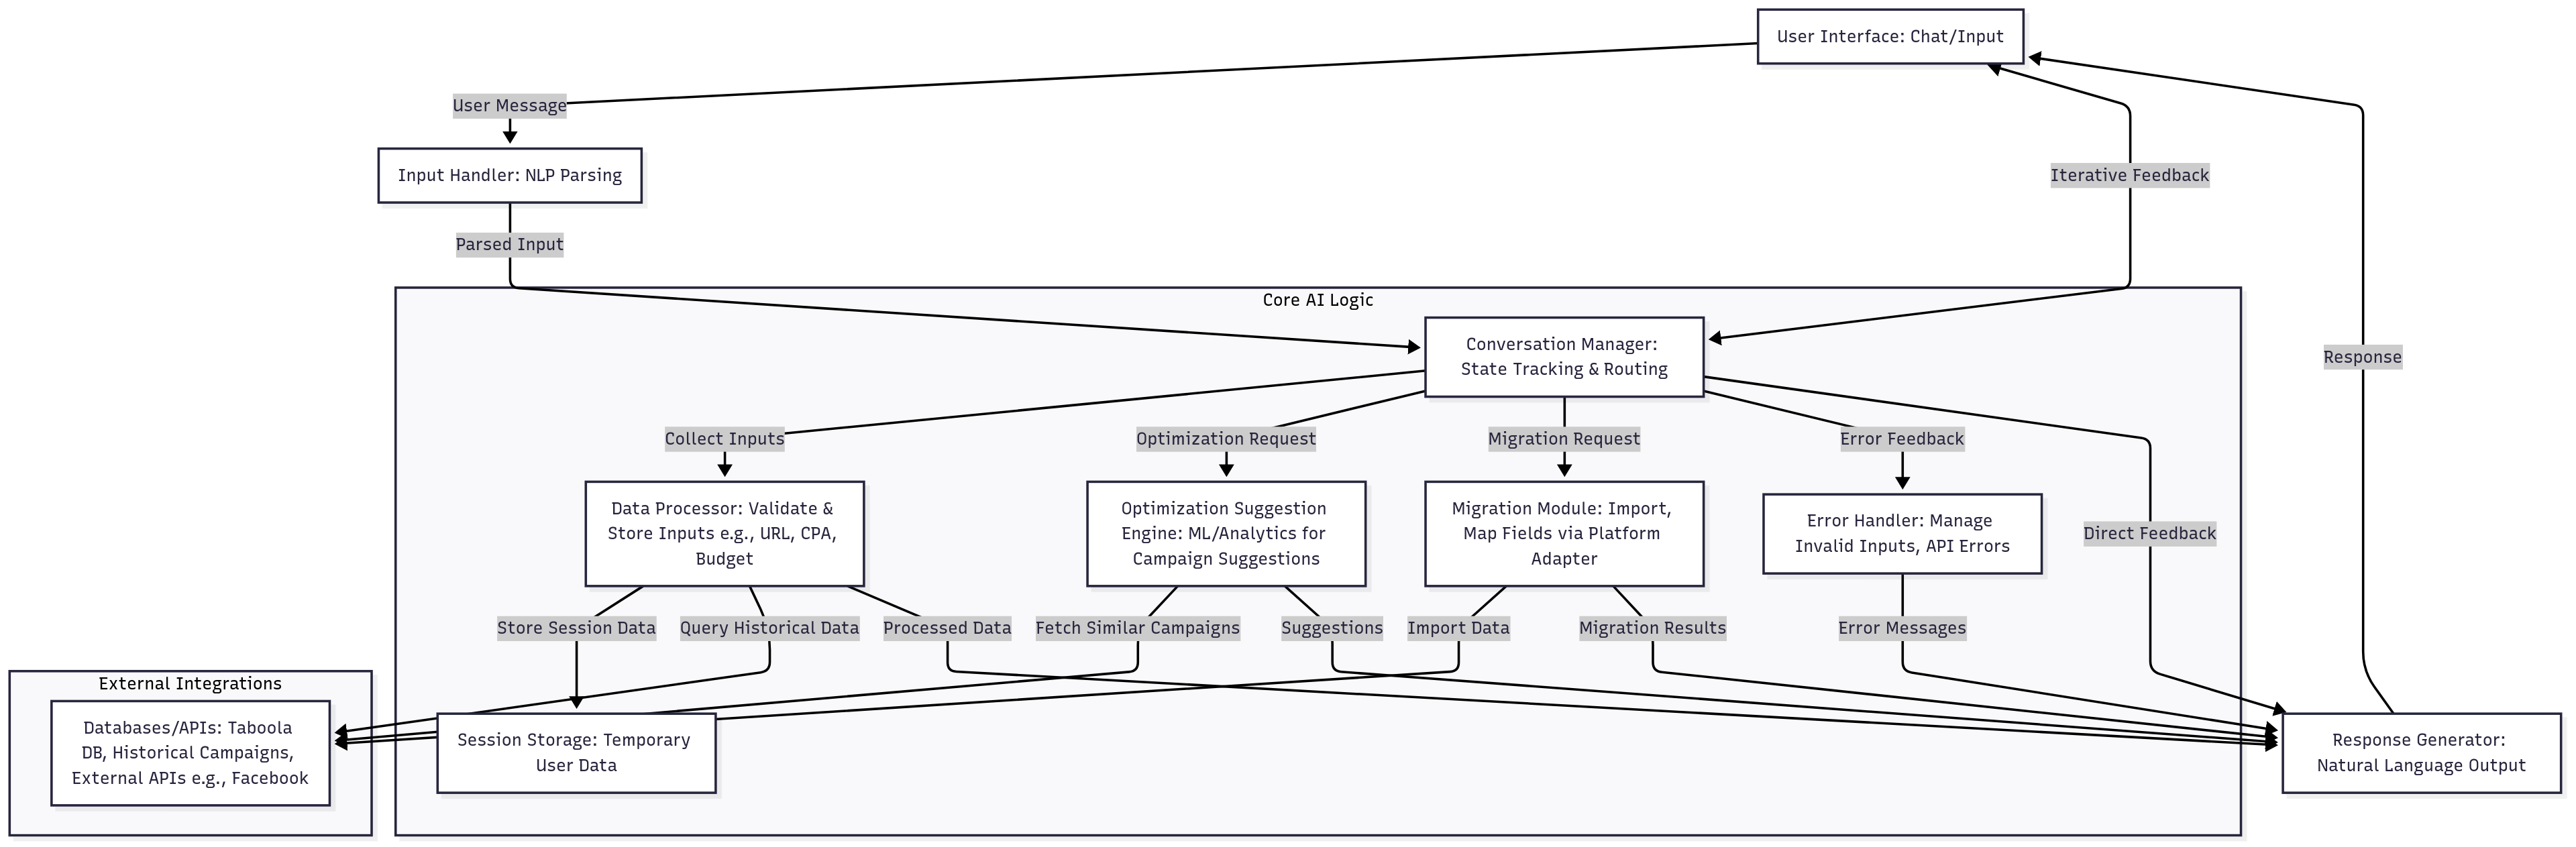 User Interface: Chat/Input
User Message
Input Handler: NLP Parsing
Iterative Feedback
Parsed Input
Core AI Logic
Conversation Manager:
State Tracking & Routing
Response
Collect Inputs
Optimization Request
Migration Request
Error Feedback
Data Processor: Validate &
Store Inputs e.g., URL, CPA,
Budget
Optimization Suggestion
Engine: ML/Analytics for
Campaign Suggestions
Migration Module: Import,
Map Fields via Platform
Adapter
Error Handler: Manage
Invalid Inputs, API Errors
Direct Feedback
Store Session Data
Query Historical Data
Processed Data
Fetch Similar Campaigns
Suggestions
Import Data
Migration Results
Error Messages
External Integrations
Databases/APIs: Taboola
DB, Historical Campaigns,
External APIs e.g., Facebook
Session Storage: Temporary
User Data
Response Generator:
Natural Language Output